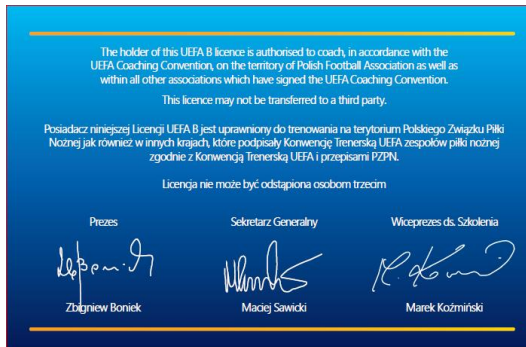 The holder of this UEFA B licence is authorised to coach, in accordance with the
UEFA Coaching Convention, on the territory of Polish Football Association as well as
within all other associations which have signed the UEFA Coaching Convention.
This licence may not be transferred to a third party.
Posiadacz niniejszej Licencji UEFA B jest uprawniony do trenowania na terytorium Polskiego Związku Piłki
Nożnej jak również w innych krajach, które podpisały Konwencję Trenerską UEFA zespołów piłki nożnej
zgodnie z Konwencją Trenerską UEFA i przepisami PZPN.
Licencja nie może być odstąpiona osobom trzecim
Prezes Sekretarz Generalny Wiceprezes ds. Szkolenia
Zbigniew Boniek Maciej Sawicki Marek Koźmiński